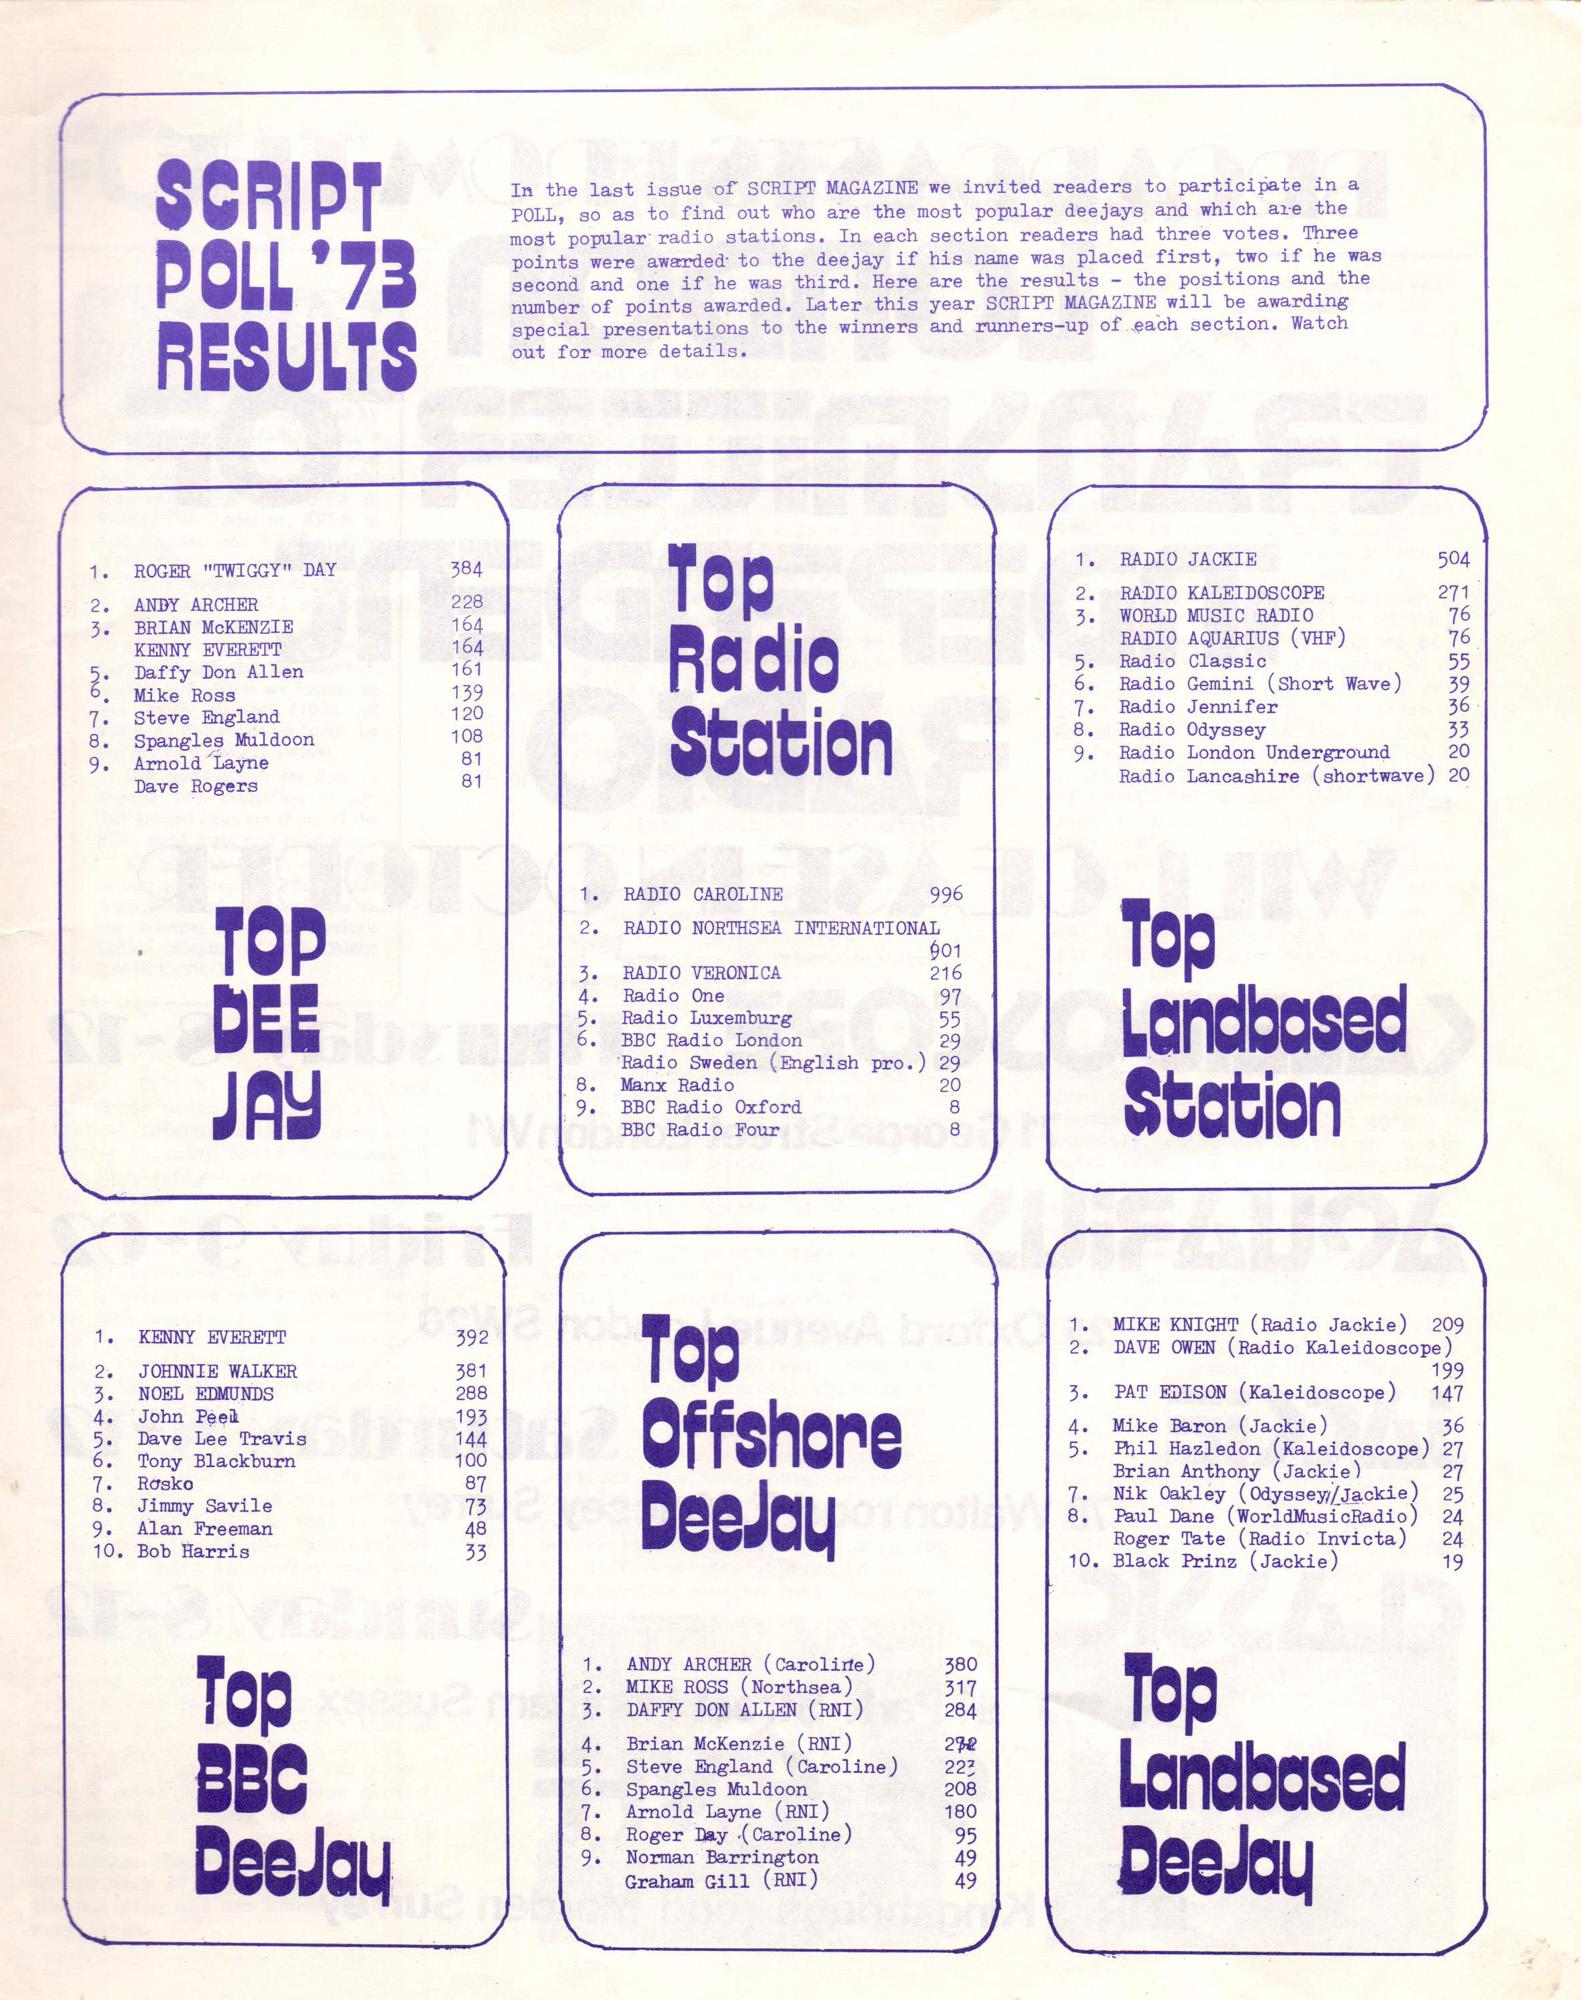 SCRIPT
POLL '73
RESULTS
In the last issue of SCRIPT MAGAZINE we invited readers to participate in a
POLL, so as to find out who are the most popular deejays and which are the
most popular radio stations. In each section readers had three votes. Three
points were awarded to the deejay if his name was placed first, two if he was
second and one if he was third. Here are the results - the positions and the
number of points awarded. Later this year SCRIPT MAGAZINE will be awarding
special presentations to the winners and runners-up of each section. Watch
out for more details.
1. ROGER "TWIGGY" DAY 384
2. ANDY ARCHER 228
3. BRIAN McKENZIE 164
KENNY EVERETT 164
5. Daffy Don Allen 161
6. Mike Ross 139
7. Steve England 120
8. Spangles Muldoon 108
9. Arnold Layne 81
Dave Rogers 81
TOP
DEE
JAY
Top
Radio
Station
1. RADIO CAROLINE 996
2. RADIO NORTHSEA INTERNATIONAL
901
3. RADIO VERONICA 216
4. Radio One 97
5. Radio Luxemburg 55
6. BBC Radio London 29
Radio Sweden (English pro.) 29
8. Manx Radio 20
9. BBC Radio Oxford 8
BBC Radio Four 8
1. RADIO JACKIE 504
2. RADIO KALEIDOSCOPE 271
3. WORLD MUSIC RADIO 76
RADIO AQUARIUS (VHF) 76
5. Radio Classic 55
6. Radio Gemini (Short Wave) 39
7. Radio Jennifer 36
8. Radio Odyssey 33
9. Radio London Underground 20
Radio Lancashire (shortwave) 20
Top
Landbased
Station
1. KENNY EVERETT 392
2. JOHNNIE WALKER 381
3. NOEL EDMUNDS 288
4. John Peel 193
5. Dave Lee Travis 144
6. Tony Blackburn 100
7. Rosko 87
8. Jimmy Savile 73
9. Alan Freeman 48
10. Bob Harris 33
Top
BBC
DeeJay
Top
Offshore
DeeJay
1. ANDY ARCHER (Caroline) 380
2. MIKE ROSS (Northsea) 317
3. DAFFY DON ALLEN (RNI) 284
4. Brian McKenzie (RNI)
5. Steve England (Caroline) 223
6. Spangles Muldoon 208
7. Arnold Layne (RNI) 180
8. Roger Day (Caroline) 95
9. Norman Barrington 49
Graham Gill (RNI) 49
1. MIKE KNIGHT (Radio Jackie) 209
2. DAVE OWEN (Radio Kaleidoscope)
199
3. PAT EDISON (Kaleidoscope) 147
4. Mike Baron (Jackie) 36
5. Phil Hazledon (Kaleidoscope) 27
Brian Anthony (Jackie) 27
7. Nik Oakley (Odyssey//Jackie) 25
8. Paul Dane (WorldMusicRadio) 24
Roger Tate (Radio Invicta) 24
10. Black Prinz (Jackie) 19
Top
Landbased
DeeJay